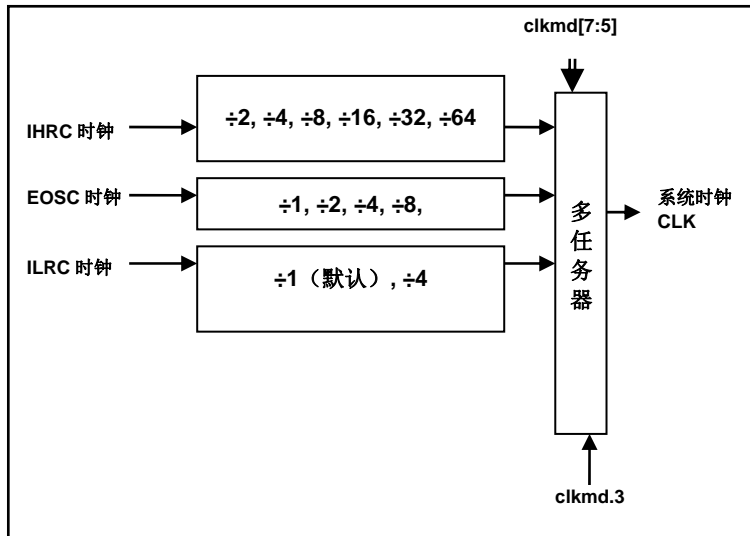 clkmd[7:5]
IHRC 时钟
÷2, ÷4, ÷8, ÷16, ÷32, ÷64
EOSC 时钟
÷1, ÷2, ÷4, ÷8,
ILRC 时钟
÷1（默认）, ÷4
多
任
务
器
系统时钟
CLK
clkmd.3